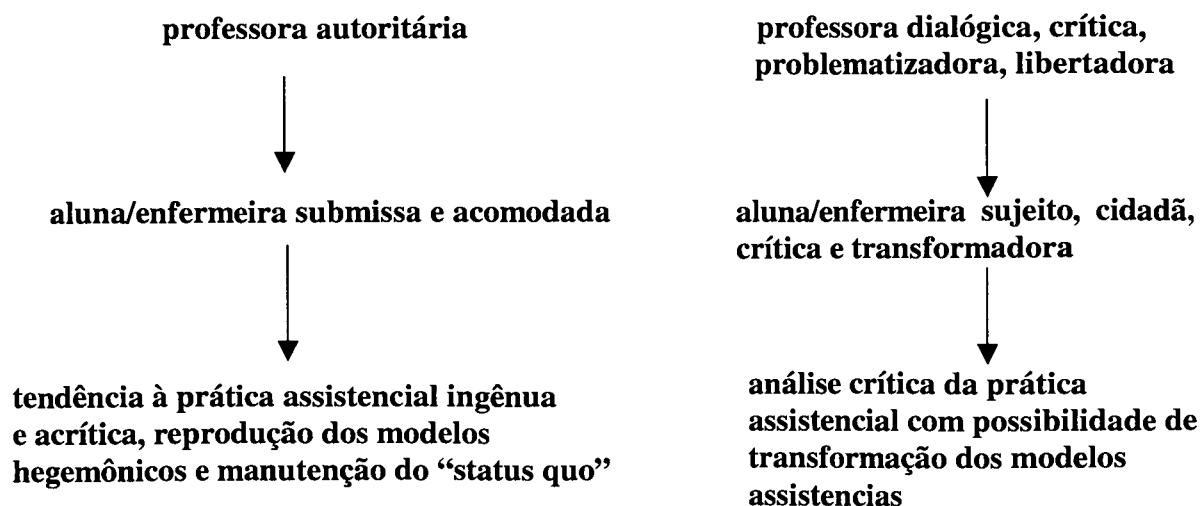 professora autoritária
aluna/enfermeira submissa e acomodada
tendência à prática assistencial ingênua
e acrítica, reprodução dos modelos
hegemônicos e manutenção do “status quo”
professora dialógica, crítica,
problematizadora, libertadora
aluna/enfermeira sujeito, cidadã,
crítica e transformadora
análise crítica da prática
assistencial com possibilidade de
transformação dos modelos
assistencias